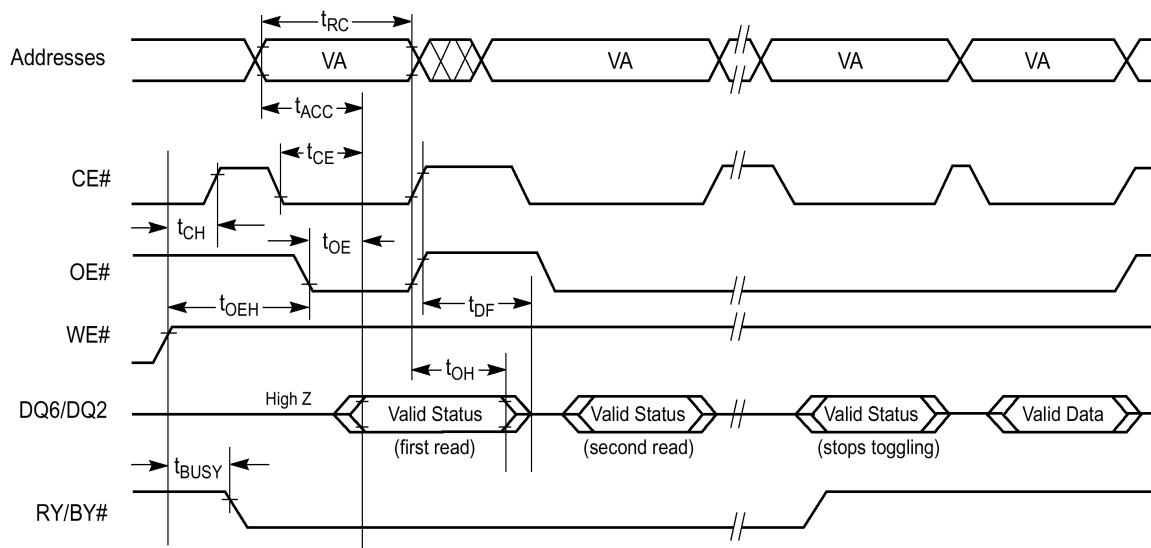 tRC
Addresses VA VA VA VA
tACC
tCE
CE#
tCH
tOE
OE#
tOEH
tDF
WE#
tOH
High Z
DQ6/DQ2 Valid Status Valid Status Valid Status Valid Data
(first read) (second read) (stops toggling)
tBUSY
RY/BY#